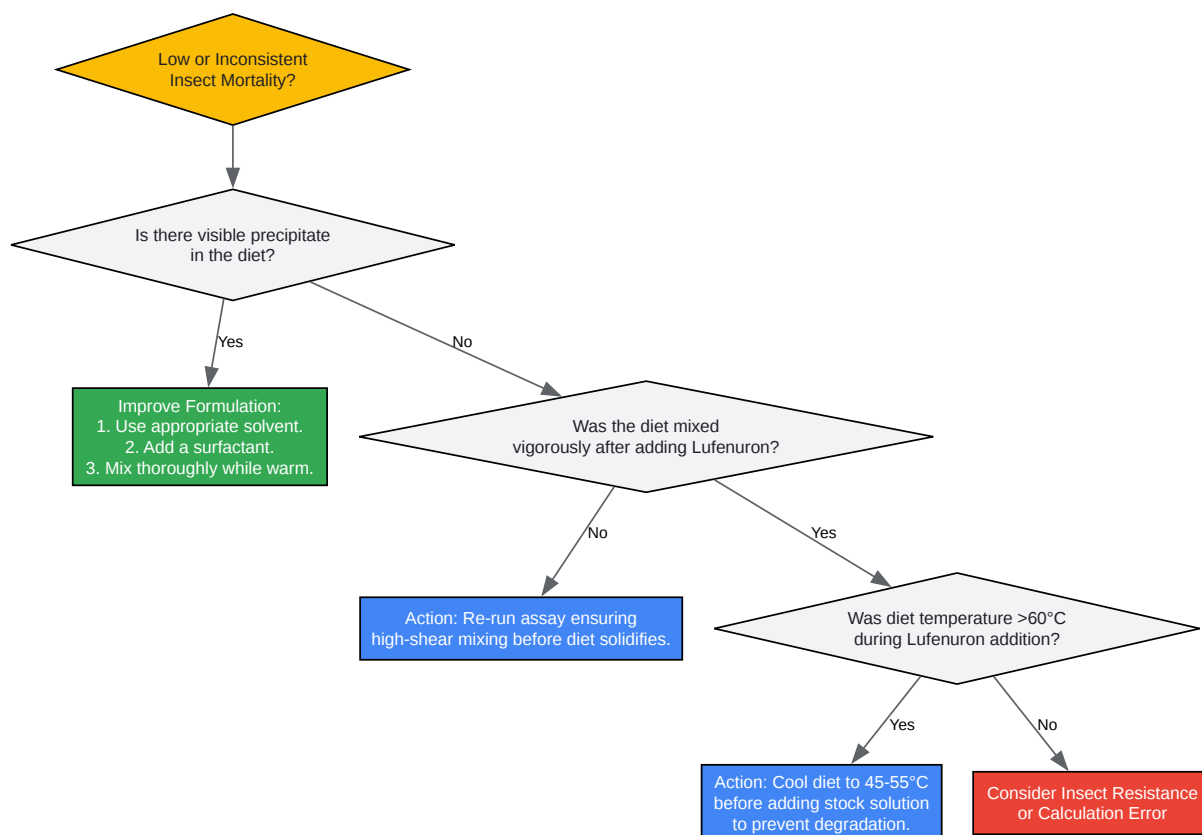 Low or Inconsistent
Insect Mortality?
Is there visible precipitate
in the diet?
Yes
No
Improve Formulation:
1. Use appropriate solvent.
2. Add a surfactant.
3. Mix thoroughly while warm.
Was the diet mixed
vigorously after adding Lufenuron?
No
Yes
Action: Re-run assay ensuring
high-shear mixing before diet solidifies.
Was diet temperature >60°C
during Lufenuron addition?
Yes
No
Action: Cool diet to 45-55°C
before adding stock solution
to prevent degradation.
Consider Insect Resistance
or Calculation Error